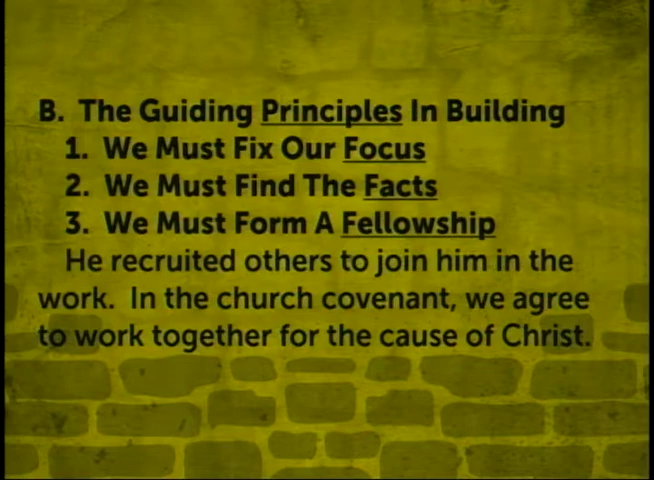 B. The Guiding Principles In Building
1. We Must Fix Our Focus
2. We Must Find The Facts
3. We Must Form A Fellowship
He recruited others to join him in the
work. In the church covenant, we agree
to work together for the cause of Christ.